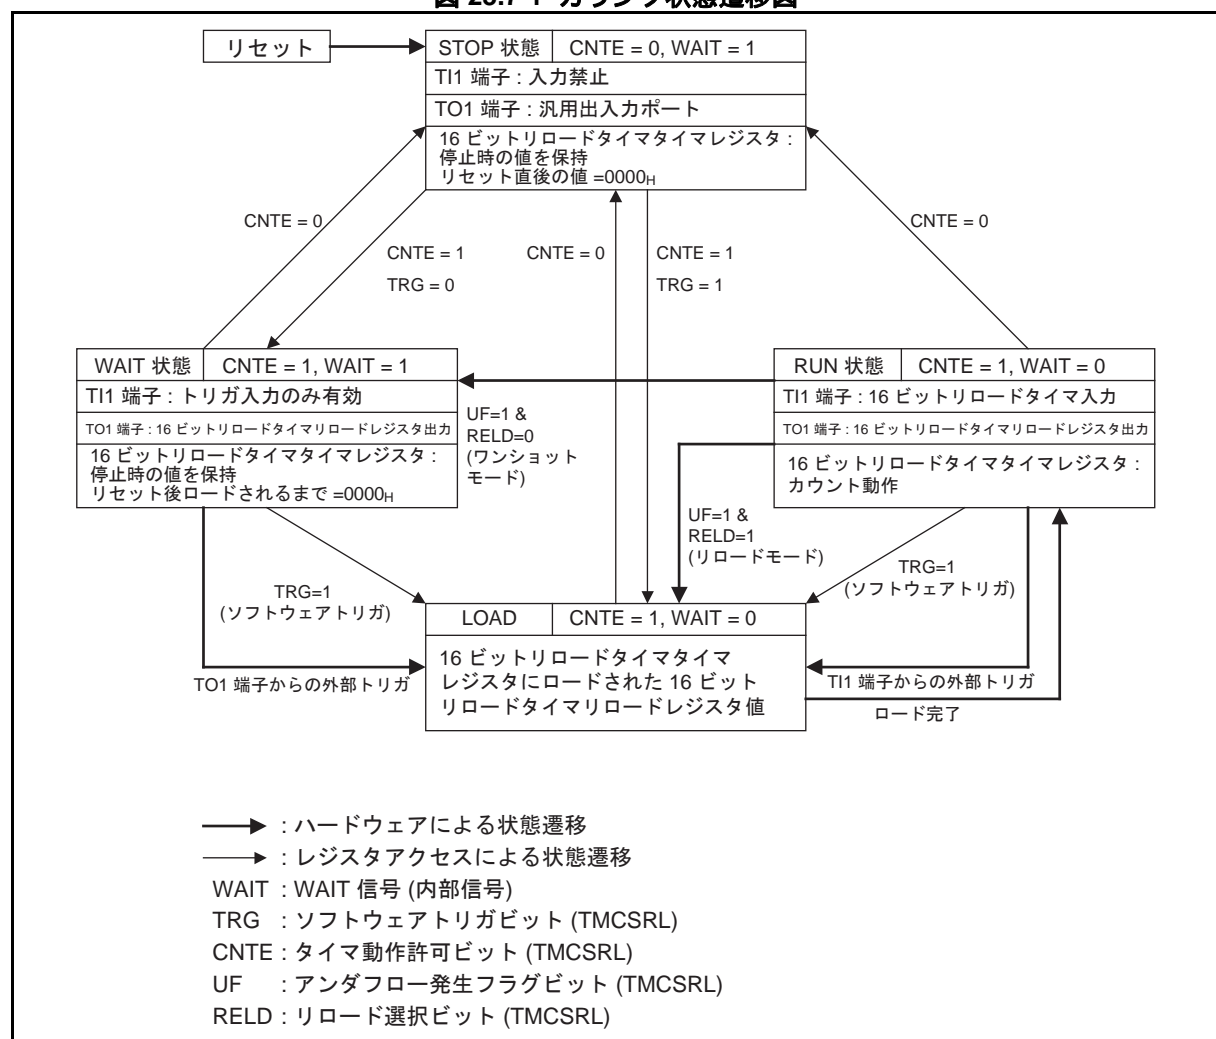 図 23.7-1 カウンタ状態遷移図
リセット
STOP 状態 CNTE = 0, WAIT = 1
TI1 端子 : 入力禁止
TO1 端子 : 汎用出入力ポート
16 ビットリロードタイマタイマレジスタ :
停止時の値を保持
リセット直後の値 =0000H
CNTE = 0
CNTE = 1
TRG = 0
CNTE = 0
CNTE = 1
TRG = 1
CNTE = 0
WAIT 状態 CNTE = 1, WAIT = 1
TI1 端子 : トリガ入力のみ有効
TO1 端子 : 16 ビットリロードタイマリロードレジスタ出力
16 ビットリロードタイマタイマレジスタ :
停止時の値を保持
リセット後ロードされるまで =0000H
UF=1 &
RELD=0
(ワンショット
モード)
RUN 状態 CNTE = 1, WAIT = 0
TI1 端子 : 16 ビットリロードタイマ入力
TO1 端子 : 16 ビットリロードタイマリロードレジスタ出力
16 ビットリロードタイマタイマレジスタ :
カウント動作
UF=1 &
RELD=1
(リロードモード)
TRG=1
(ソフトウェアトリガ)
TRG=1
(ソフトウェアトリガ)
LOAD CNTE = 1, WAIT = 0
16 ビットリロードタイマタイマ
レジスタにロードされた 16 ビット
リロードタイマリロードレジスタ値
TO1 端子からの外部トリガ
TI1 端子からの外部トリガ
ロード完了
: ハードウェアによる状態遷移
: レジスタアクセスによる状態遷移
WAIT : WAIT 信号 (内部信号)
TRG : ソフトウェアトリガビット (TMCSRL)
CNTE : タイマ動作許可ビット (TMCSRL)
UF : アンダフロー発生フラグビット (TMCSRL)
RELD : リロード選択ビット (TMCSRL)